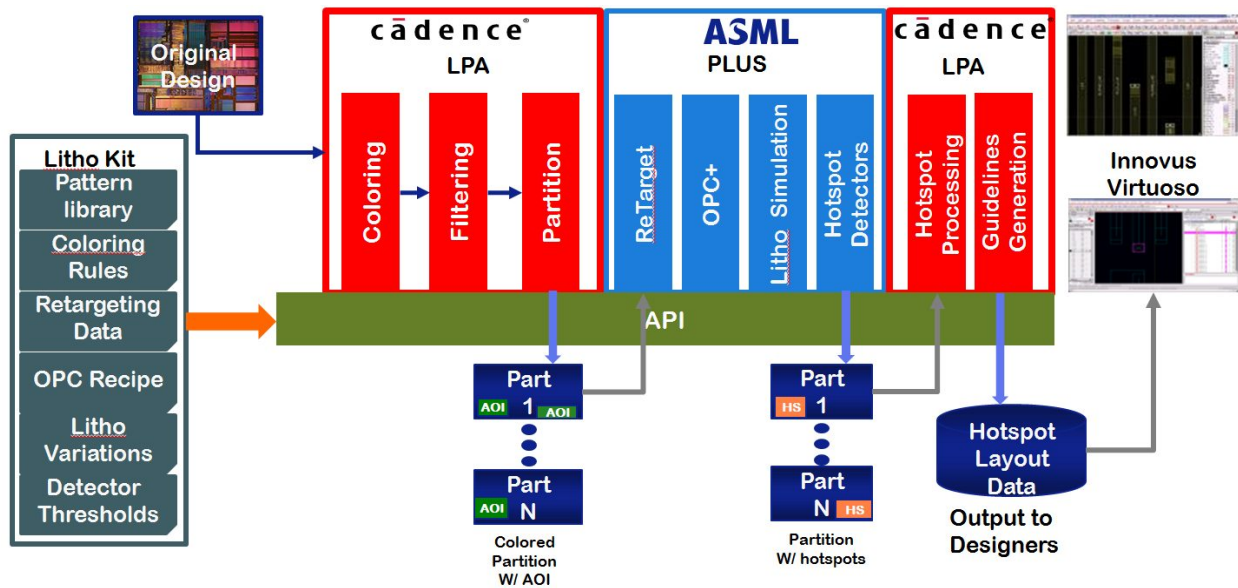 Original
Design
Litho Kit
Pattern
library
Coloring
Rules
Retargeting
Data
OPC Recipe
Litho
Variations
Detector
Thresholds
cādence®
LPA
Coloring
Filtering
Partition
ASML
PLUS
ReTarget
OPC+
Litho Simulation
Hotspot
Detectors
cādence®
LPA
Hotspot
Processing
Guidelines
Generation
API
Innovus
Virtuoso
Part
1
AOI
AOI
Part
N
AOI
Colored
Partition
W/ AOI
Part
1
HS
Part
N
HS
Partition
W/ hotspots
Hotspot
Layout
Data
Output to
Designers